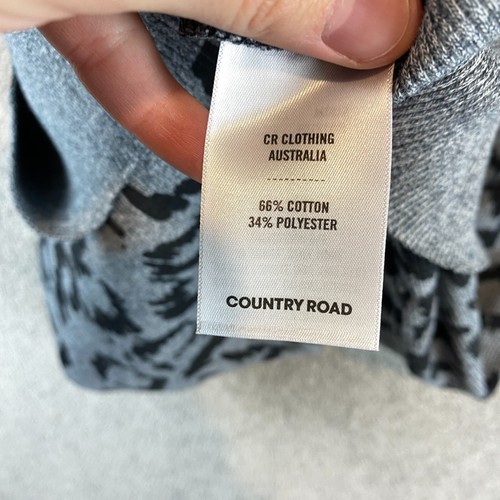 CR CLOTHING
AUSTRALIA
66% COTTON
34% POLYESTER
COUNTRY ROAD